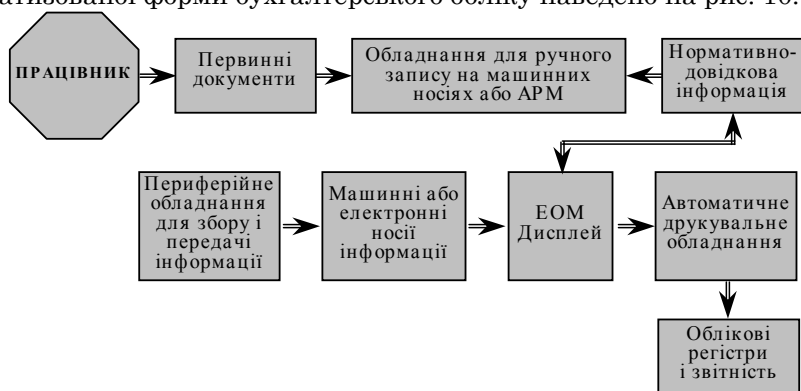 атизованої форми бухгалтерського обліку наведено на рис. 10.
ПРАЦІВНИК
Первинні
документи
Обладнання для ручного
запису на машинних
носіях або АРМ
Нормативно-
довідкова
інформація
Периферійне
обладнання
для збору і
передачі
інформації
Машинні або
електронні
носії
інформації
ЕОМ
Дисплей
Автоматичне
друкувальне
обладнання
Облікові
регістри
і звітність